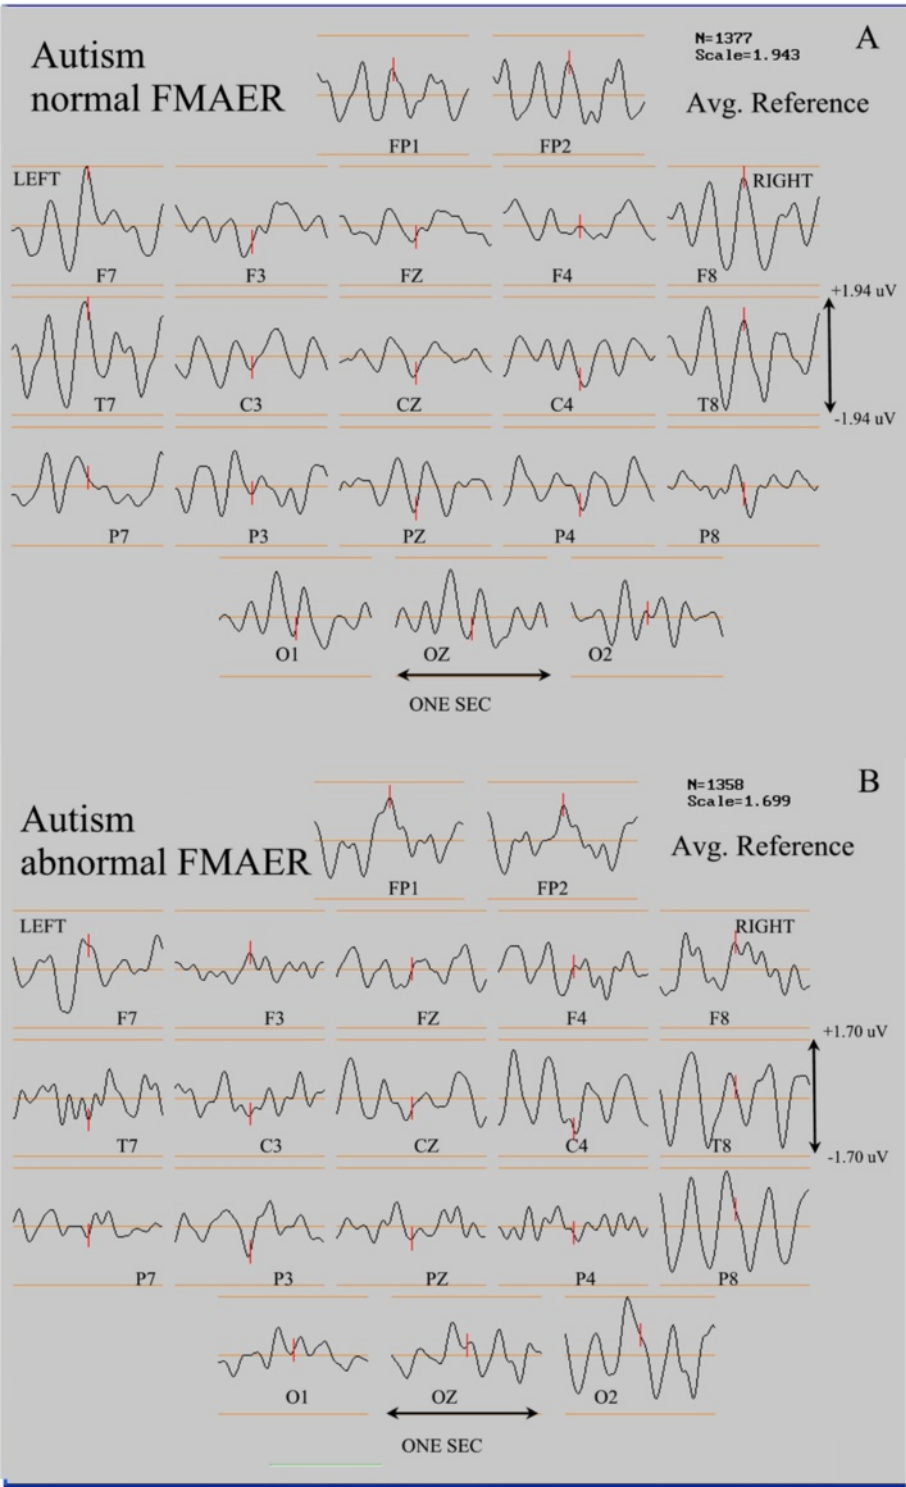 Autism
normal FMAER
N=1377
Scale=1.943
A
Avg. Reference
FP1 FP2
LEFT RIGHT
F7 F3 FZ F4 F8
+1.94 uV
T7 C3 CZ C4 T8
-1.94 uV
P7 P3 PZ P4 P8
O1 OZ O2
ONE SEC
Autism
abnormal FMAER
N=1358
Scale=1.699
B
Avg. Reference
FP1 FP2
LEFT RIGHT
F7 F3 FZ F4 F8
+1.70 uV
T7 C3 CZ C4 T8
-1.70 uV
P7 P3 PZ P4 P8
O1 OZ O2
ONE SEC